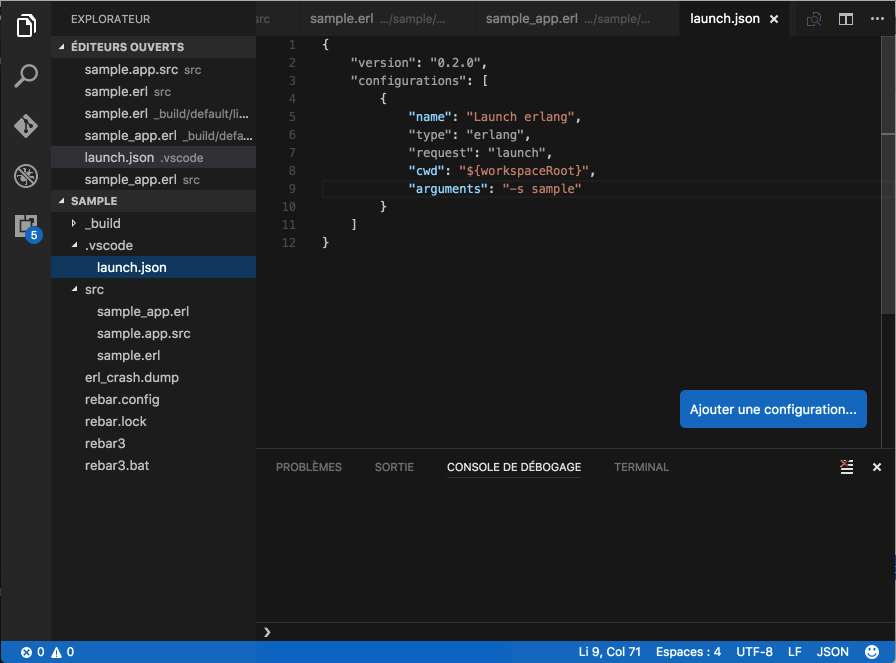 EXPLORATEUR
ÉDITEURS OUVERTS
sample.app.src src
sample.erl src
sample.erl _build/default/li...
sample_app.erl _build/defa...
launch.json .vscode
sample_app.erl src
SAMPLE
_build
.vscode
launch.json
src
sample_app.erl
sample.app.src
sample.erl
erl_crash.dump
rebar.config
rebar.lock
rebar3
rebar3.bat
5
src sample.erl .../sample/... sample_app.erl .../sample/... launch.json
1 {
2 "version": "0.2.0",
3 "configurations": [
4 {
5 "name": "Launch erlang",
6 "type": "erlang",
7 "request": "launch",
8 "cwd": "${workspaceRoot}",
9 "arguments": "-s sample"
10 }
11 ]
12 }
Ajouter une configuration...
PROBLÈMES SORTIE CONSOLE DE DÉBOGAGE TERMINAL
0 0 Li 9, Col 71 Espaces : 4 UTF-8 LF JSON